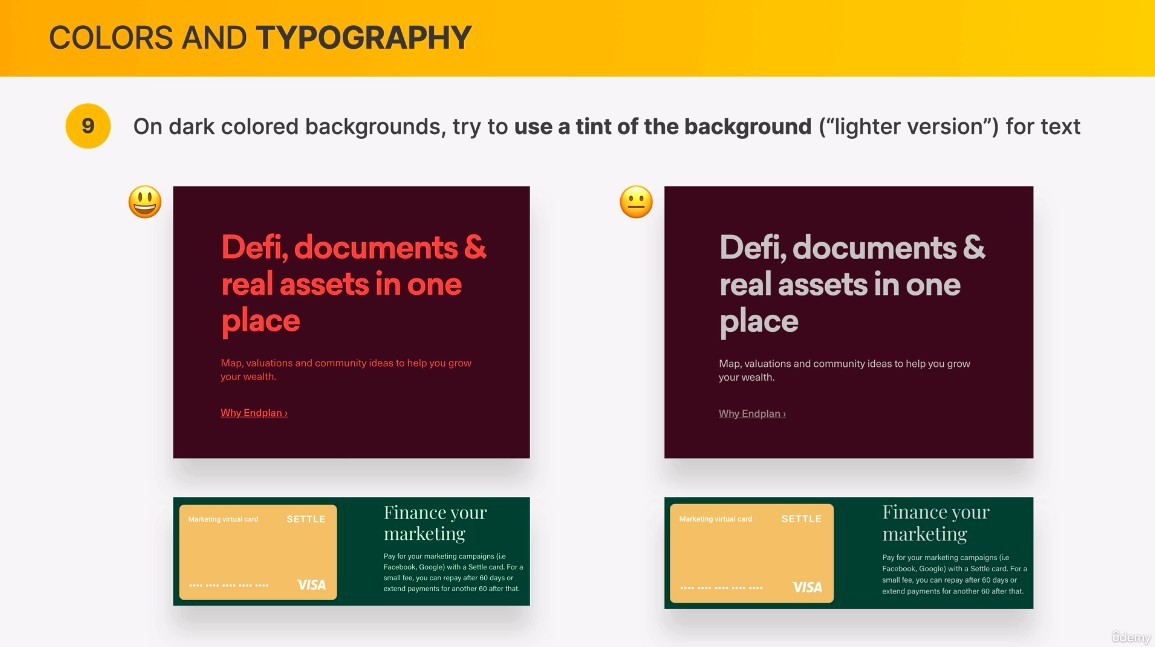 COLORS AND TYPOGRAPHY
9
On dark colored backgrounds, try to use a tint of the background (“lighter version”) for text
Defi, documents &
real assets in one
place
Map, valuations and community ideas to help you grow
your wealth.
Why Endplan ›
Defi, documents &
real assets in one
place
Map, valuations and community ideas to help you grow
your wealth.
Why Endplan ›
Marketing virtual card
SETTLE
VISA
Finance your
marketing
Pay for your marketing campaigns (i.e
Facebook, Google) with a Settle card. For a
small fee, you can repay after 60 days or
extend payments for another 60 after that.
Marketing virtual card
SETTLE
VISA
Finance your
marketing
Pay for your marketing campaigns (i.e
Facebook, Google) with a Settle card. For a
small fee, you can repay after 60 days or
extend payments for another 60 after that.
ûdemy